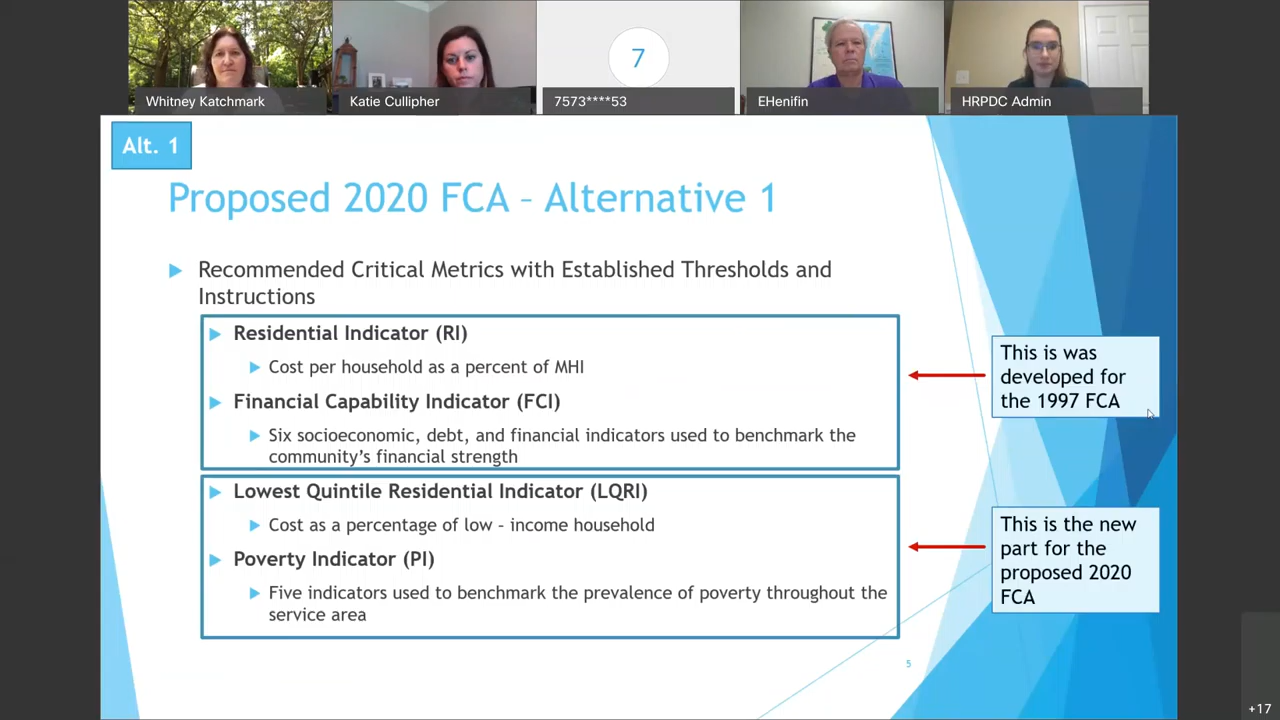 7
Whitney Katchmark
Katie Cullipher
7573****53
EHenifin
HRPDC Admin
Alt. 1
Proposed 2020 FCA – Alternative 1
Recommended Critical Metrics with Established Thresholds and
Instructions
Residential Indicator (RI)
Cost per household as a percent of MHI
Financial Capability Indicator (FCI)
Six socioeconomic, debt, and financial indicators used to benchmark the
community's financial strength
This is was
developed for
the 1997 FCA
Lowest Quintile Residential Indicator (LQRI)
Cost as a percentage of low – income household
Poverty Indicator (PI)
Five indicators used to benchmark the prevalence of poverty throughout the
service area
This is the new
part for the
proposed 2020
FCA
5
+17